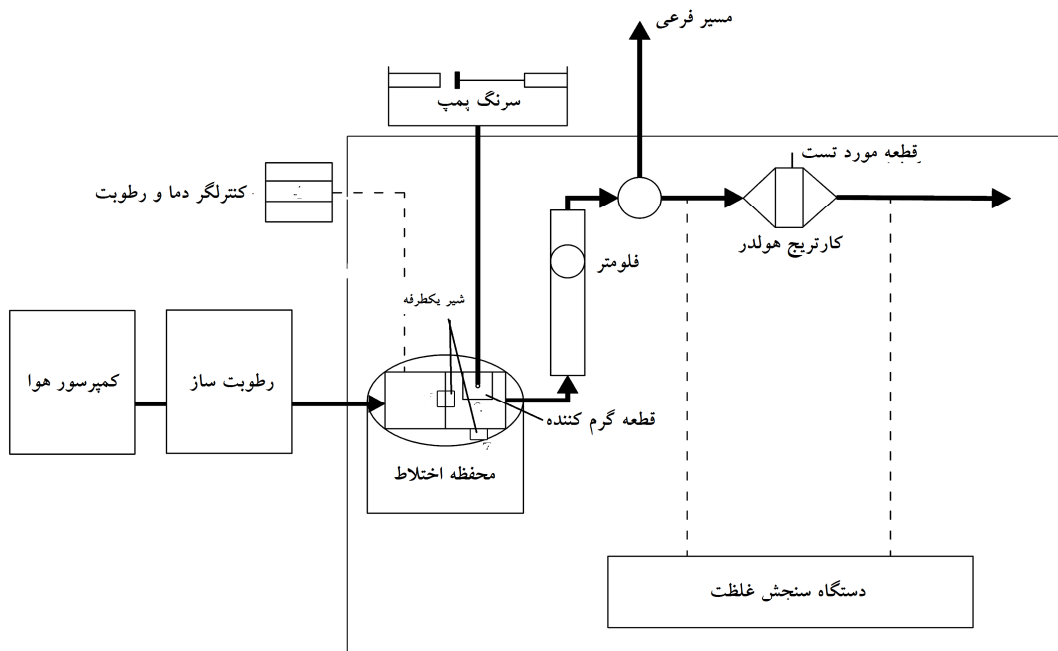 مسیر فرعی
سرنگ پمپ
قطعه مورد تست
کنترلگر دما و رطوبت
کارتریج هولدر
فلومتر
شیر یکطرفه
رطوبت ساز
کمپرسور هوا
قطعه گرم کننده
محفظه اختلاط
دستگاه سنجش غلظت